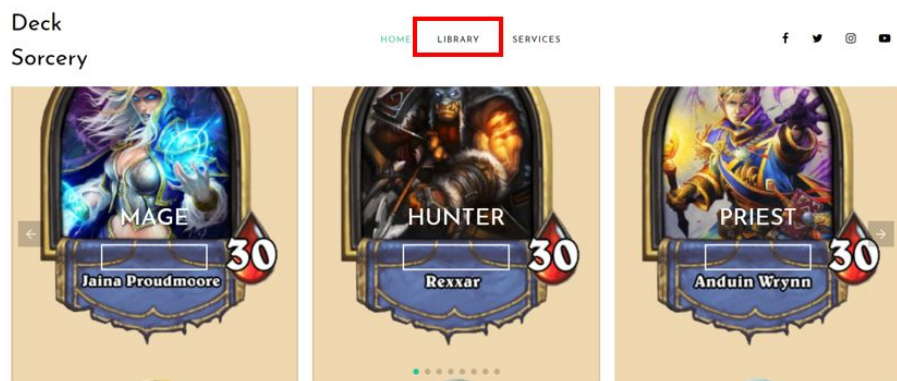 Deck
Sorcery
HOME LIBRARY SERVICES
MAGE
HUNTER
PRIEST
30
30
30
Jaina Proudmoore
Rexxar
Anduin Wrynn